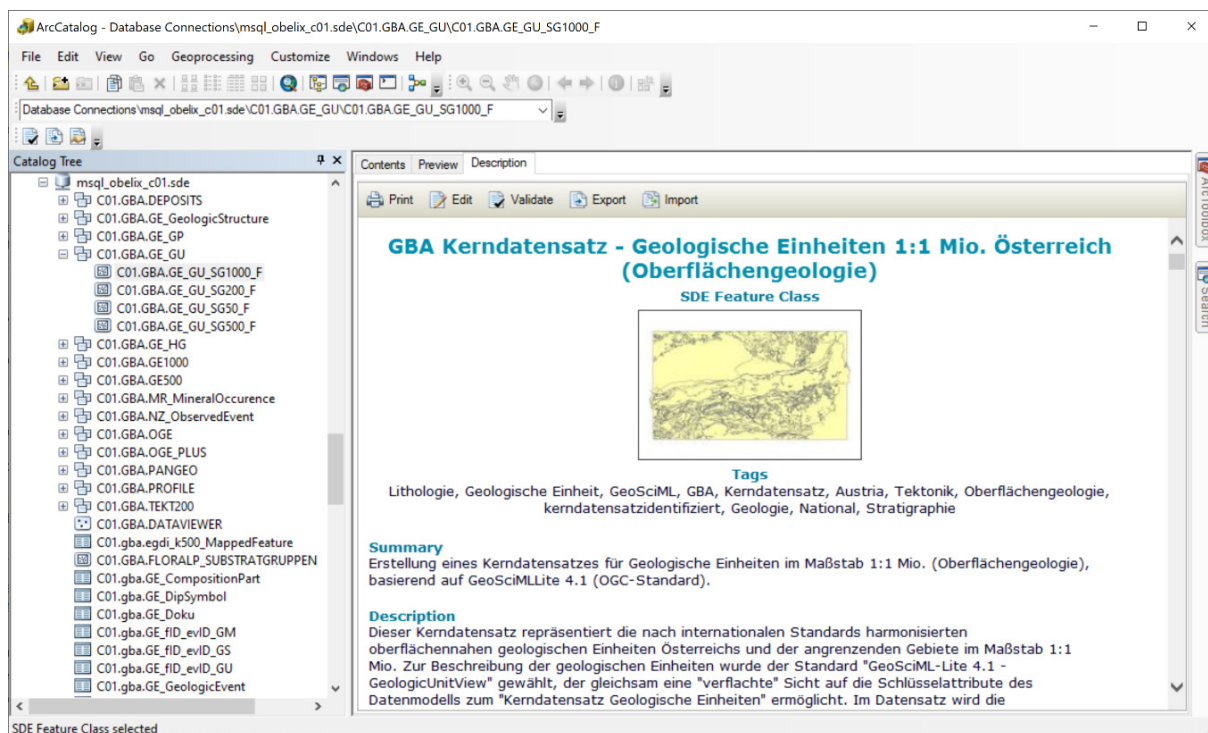 ArcCatalog - Database Connections\msql_obelix_c01.sde\C01.GBA.GE_GU\C01.GBA.GE_GU_SG1000_F
File Edit View Go Geoprocessing Customize Windows Help
Database Connections\msql_obelix_c01.sde\C01.GBA.GE_GU\C01.GBA.GE_GU_SG1000_F
Catalog Tree
msql_obelix_c01.sde
C01.GBA.DEPOSITS
C01.GBA.GE_GeologicStructure
C01.GBA.GE_GP
C01.GBA.GE_GU
C01.GBA.GE_GU_SG1000_F
C01.GBA.GE_GU_SG200_F
C01.GBA.GE_GU_SG50_F
C01.GBA.GE_GU_SG500_F
C01.GBA.GE_HG
C01.GBA.GE1000
C01.GBA.GE500
C01.GBA.MR_MineralOccurence
C01.GBA.NZ_ObservedEvent
C01.GBA.OGE
C01.GBA.OGE_PLUS
C01.GBA.PANGEO
C01.GBA.PROFILE
C01.GBA.TEKT200
C01.GBA.DATAVIEWER
C01.gba.egdi_k500_MappedFeature
C01.GBA.FLORALP_SUBSTRATGRUPPEN
C01.gba.GE_CompositionPart
C01.gba.GE_DipSymbol
C01.gba.GE_Doku
C01.gba.GE_fID_evID_GM
C01.gba.GE_fID_evID_GS
C01.gba.GE_fID_evID_GU
C01.gba.GE_GeologicEvent
SDE Feature Class selected
Contents Preview Description
Print Edit Validate Export Import
GBA Kerndatensatz - Geologische Einheiten 1:1 Mio. Österreich
(Oberflächengeologie)
SDE Feature Class
Tags
Lithologie, Geologische Einheit, GeoSciML, GBA, Kerndatensatz, Austria, Tektonik, Oberflächengeologie,
kerndatensatzidentifiziert, Geologie, National, Stratigraphie
Summary
Erstellung eines Kerndatensatzes für Geologische Einheiten im Maßstab 1:1 Mio. (Oberflächengeologie),
basierend auf GeoSciMLLite 4.1 (OGC-Standard).
Description
Dieser Kerndatensatz repräsentiert die nach internationalen Standards harmonisierten
oberflächennahen geologischen Einheiten Österreichs und der angrenzenden Gebiete im Maßstab 1:1
Mio. Zur Beschreibung der geologischen Einheiten wurde der Standard "GeoSciML-Lite 4.1 -
GeologicUnitView" gewählt, der gleichsam eine "verflachte" Sicht auf die Schlüsselattribute des
Datenmodells zum "Kerndatensatz Geologische Einheiten" ermöglicht. Im Datensatz wird die
ArcToolbox
Search